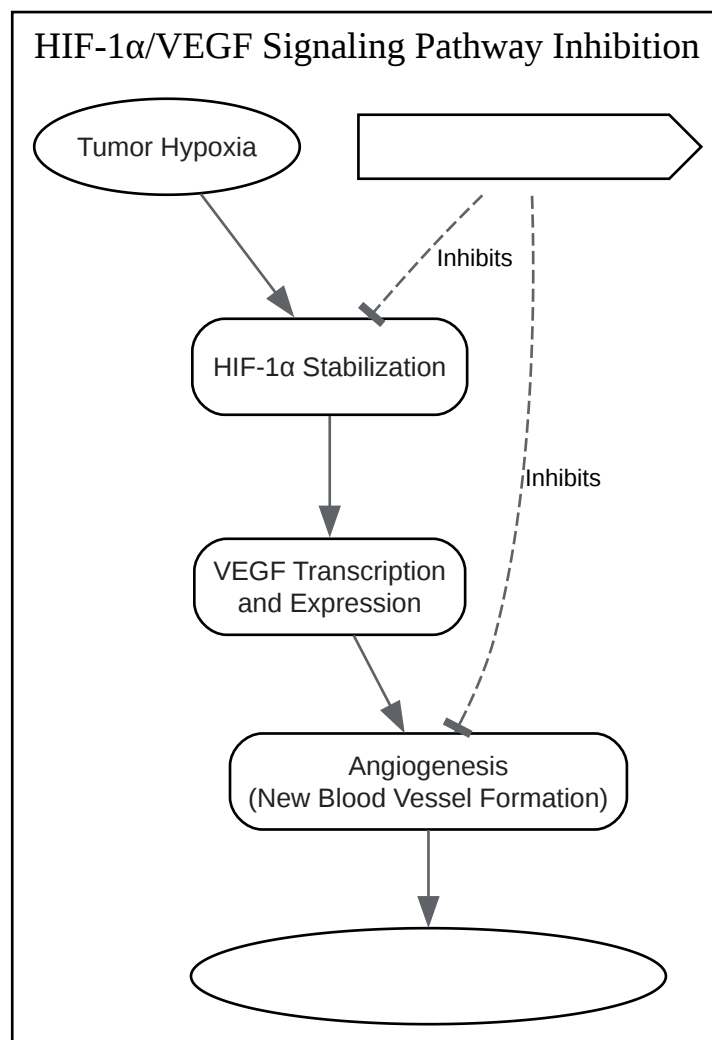 HIF-1α/VEGF Signaling Pathway Inhibition
Tumor Hypoxia
Inhibits
HIF-1α Stabilization
Inhibits
VEGF Transcription
and Expression
Angiogenesis
(New Blood Vessel Formation)